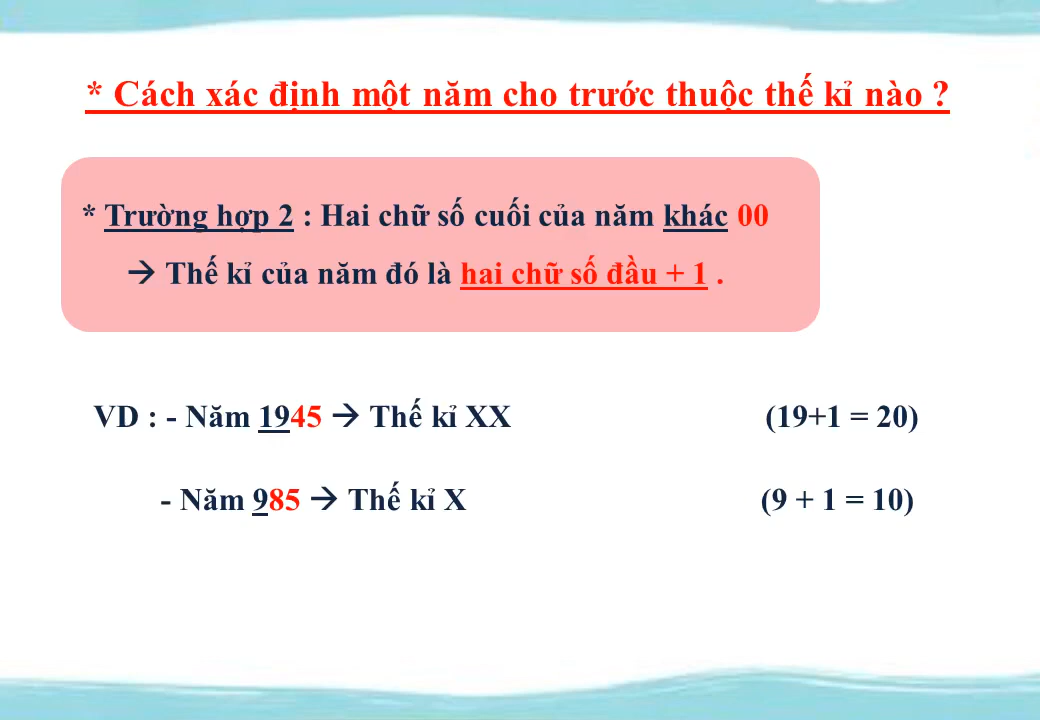 * Cách xác định một năm cho trước thuộc thế kỉ nào ?
* Trường hợp 2 : Hai chữ số cuối của năm khác 00
→ Thế kỉ của năm đó là hai chữ số đầu + 1 .
VD : - Năm 1945 → Thế kỉ XX (19+1 = 20)
- Năm 985 → Thế kỉ X (9 + 1 = 10)